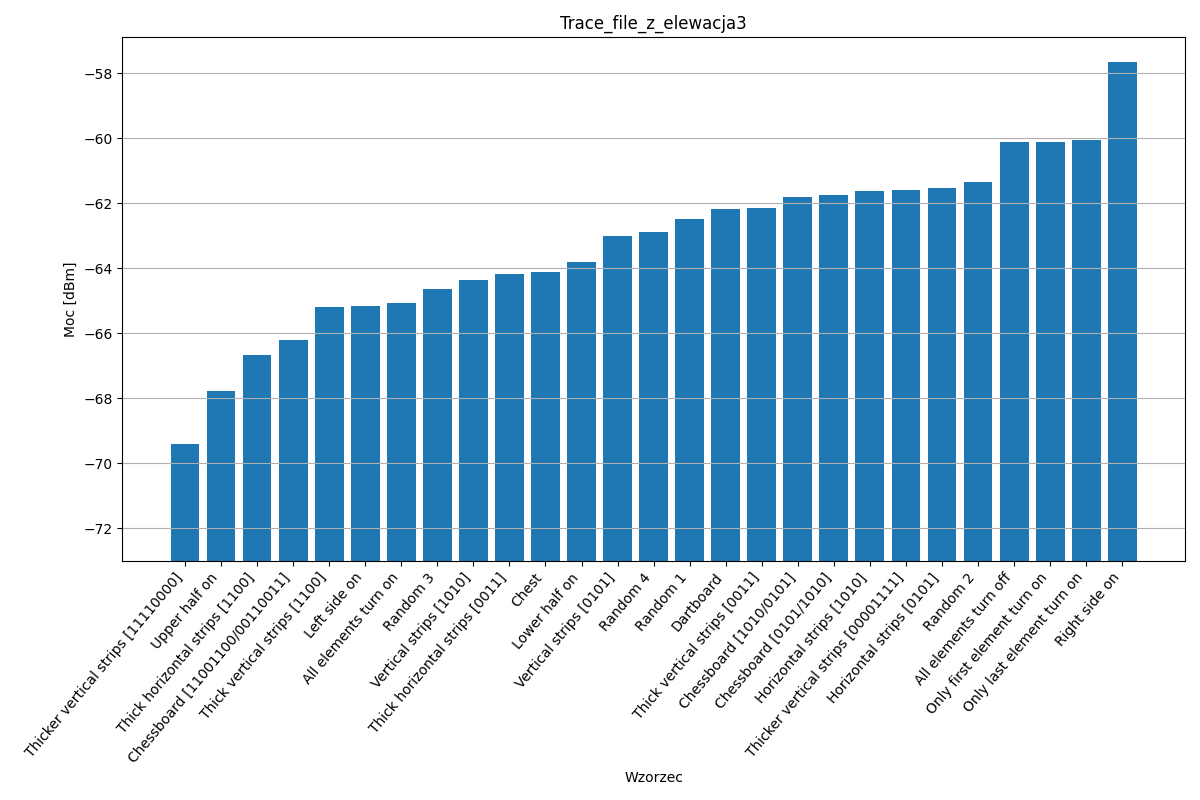 Trace_file_z_elewacja3
Moc [dBm]
−58
−60
−62
−64
−66
−68
−70
−72
Thicker vertical strips [11110000]
Upper half on
Thick horizontal strips [1100]
Chessboard [11001100/00110011]
Thick vertical strips [1100]
Left side on
All elements turn on
Random 3
Vertical strips [1010]
Thick horizontal strips [0011]
Chest
Lower half on
Vertical strips [0101]
Random 4
Random 1
Dartboard
Thick vertical strips [0011]
Chessboard [1010/0101]
Chessboard [0101/1010]
Horizontal strips [1010]
Thicker vertical strips [00001111]
Horizontal strips [0101]
Random 2
All elements turn off
Only first element turn on
Only last element turn on
Right side on
Wzorzec